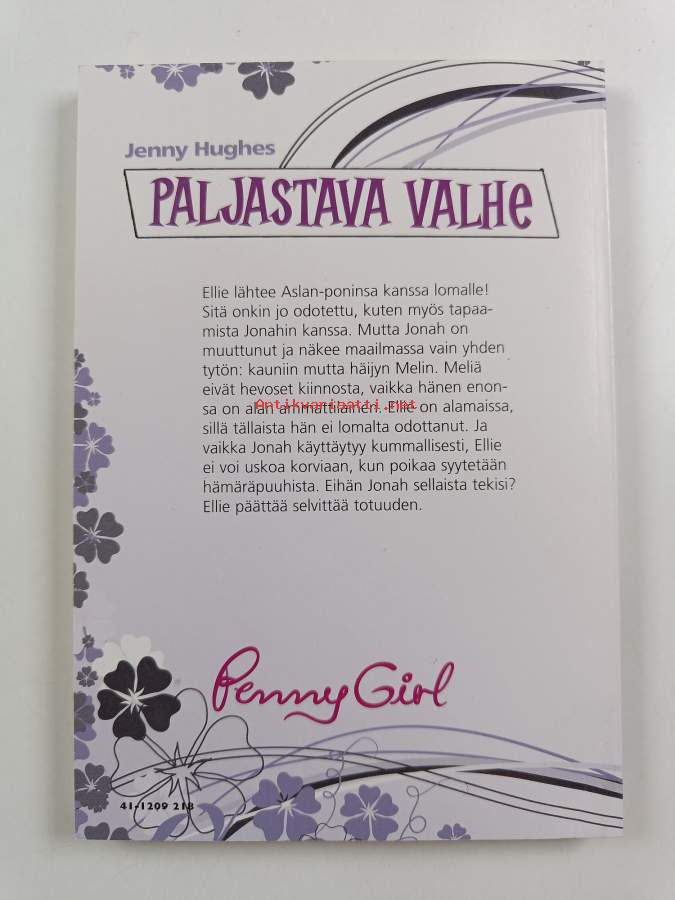 Jenny Hughes
PALJASTAVA VALHE
Ellie lähtee Aslan-poninsa kanssa lomalle!
Sitä onkin jo odotettu, kuten myös tapaa-
mista Jonahin kanssa. Mutta Jonah on
muuttunut ja näkee maailmassa vain yhden
tytön: kauniin mutta häijyn Melin. Meliä
eivät hevoset kiinnosta, vaikka hänen enon-
sa on alan ammattilainen. Ellie on alamaissa,
Antikvariaatti.net
sillä tällaista hän ei lomalta odottanut. Ja
vaikka Jonah käyttäytyy kummallisesti, Ellie
ei voi uskoa korviaan, kun poikaa syytetään
hämäräpuuhista. Eihän Jonah sellaista tekisi?
Ellie päättää selvittää totuuden.
Penny Girl
41-1209 218